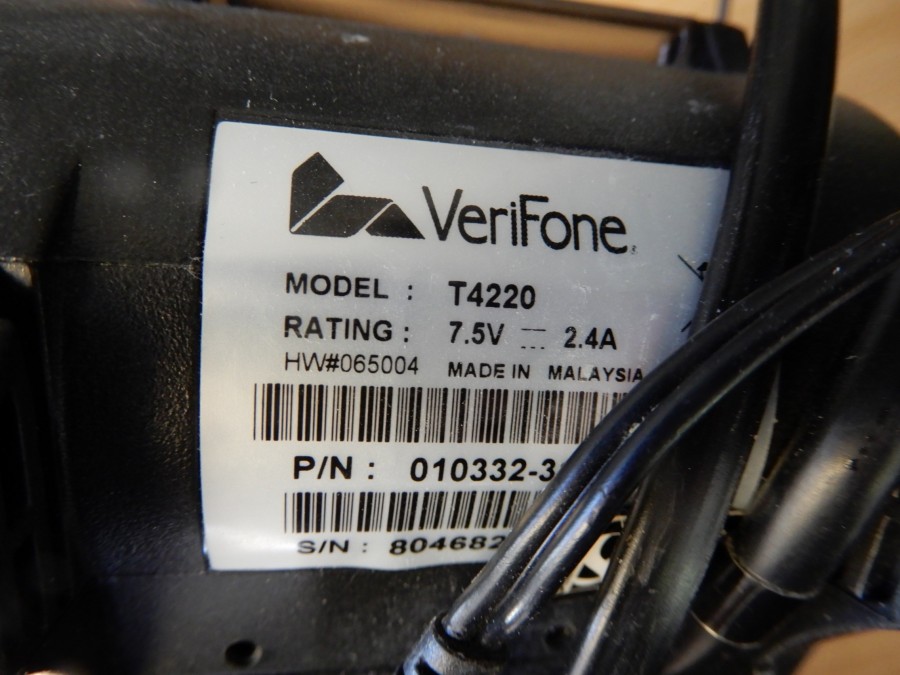 VeriFone
MODEL : T4220
RATING : 7.5V 2.4A
HW#065004 MADE IN MALAYSIA
P/N : 010332-3
S/N : 804682